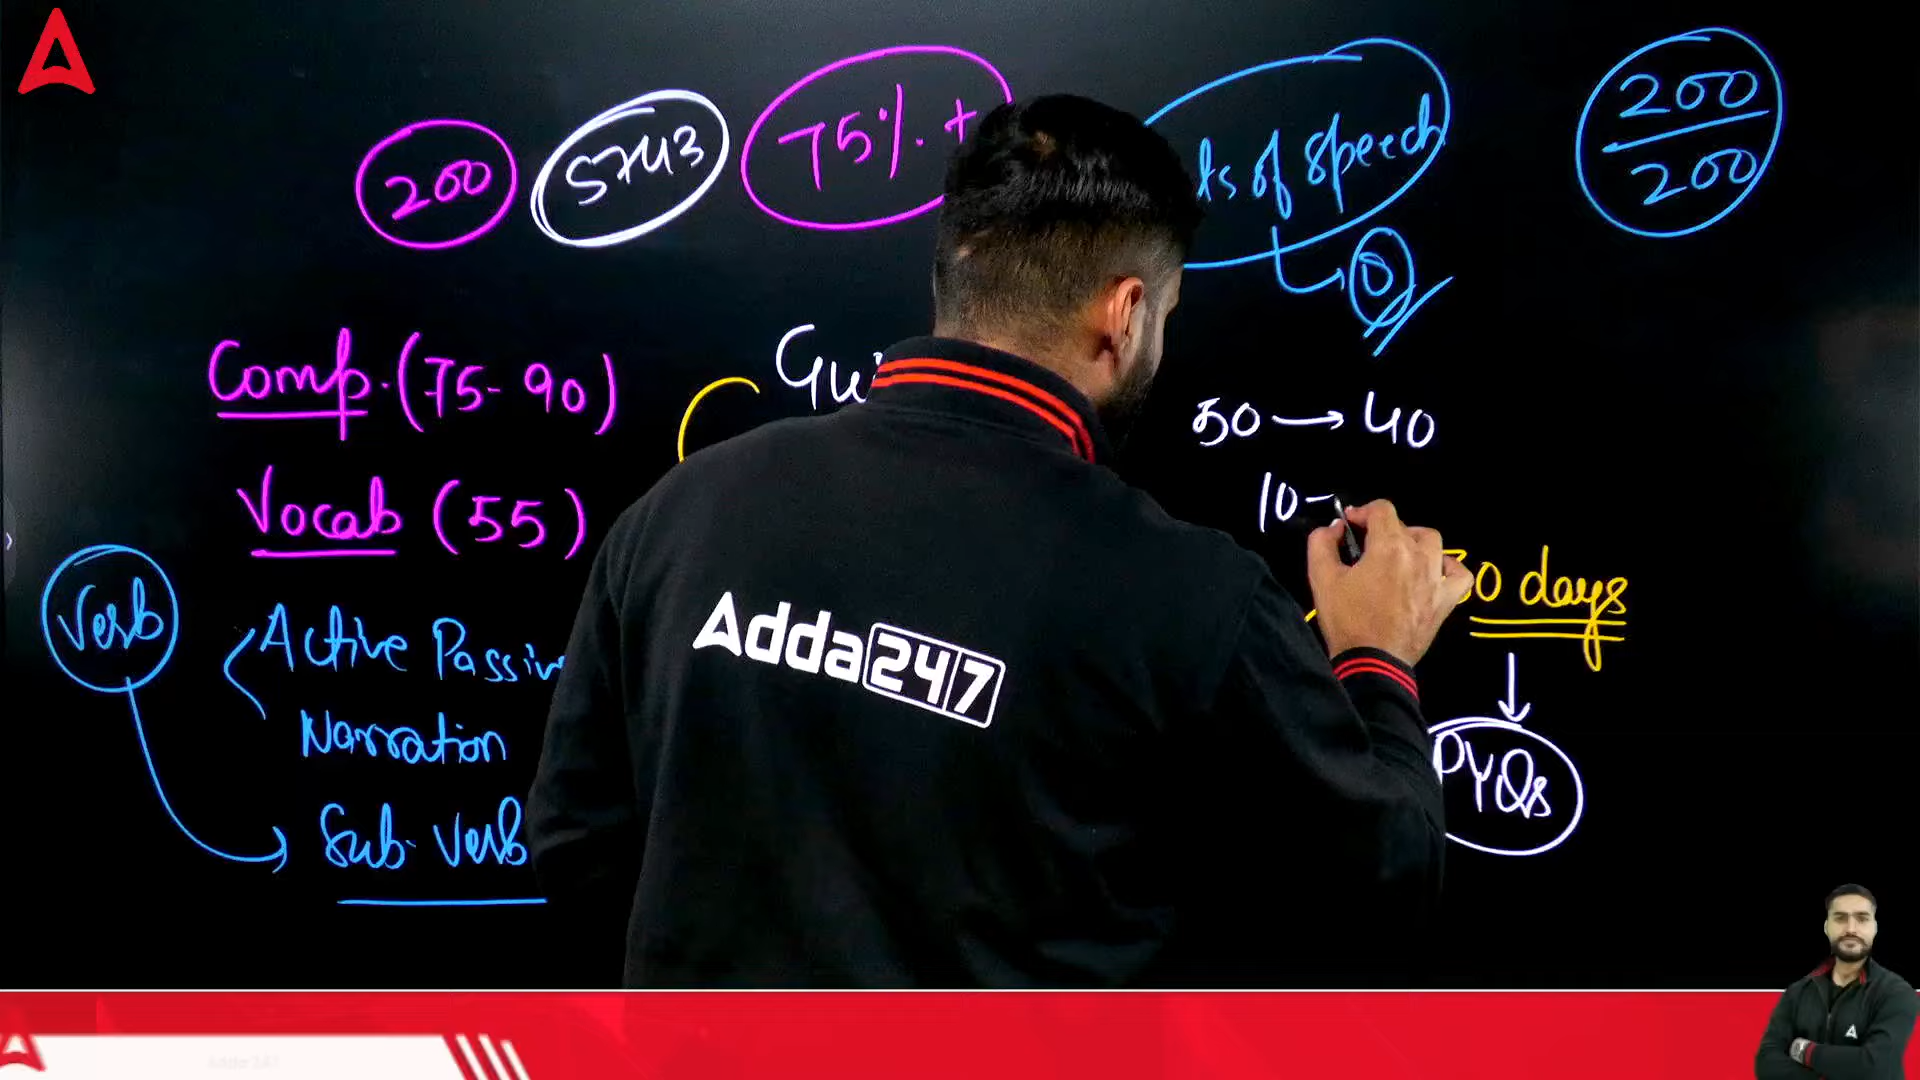 200
5743
75% +
ts of speech
200
200
0
Comp. (75-90)
50 → 40
Vocab (55)
10-
Verb
0 days
Active Passiv
Adda247
Narration
PYQs
Sub-Verb